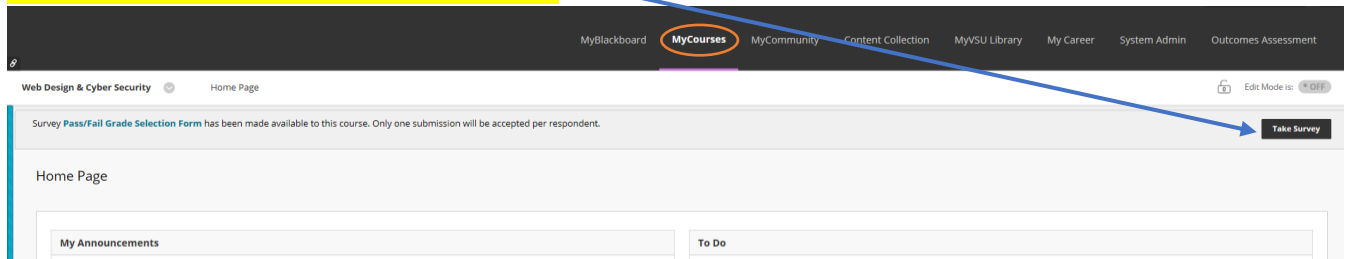 MyBlackboard MyCourses MyCommunity Content Collection MyVSU Library My Career System Admin Outcomes Assessment
Web Design & Cyber Security Home Page Edit Mode is: OFF
Survey Pass/Fail Grade Selection Form has been made available to this course. Only one submission will be accepted per respondent. Take Survey
Home Page
My Announcements To Do